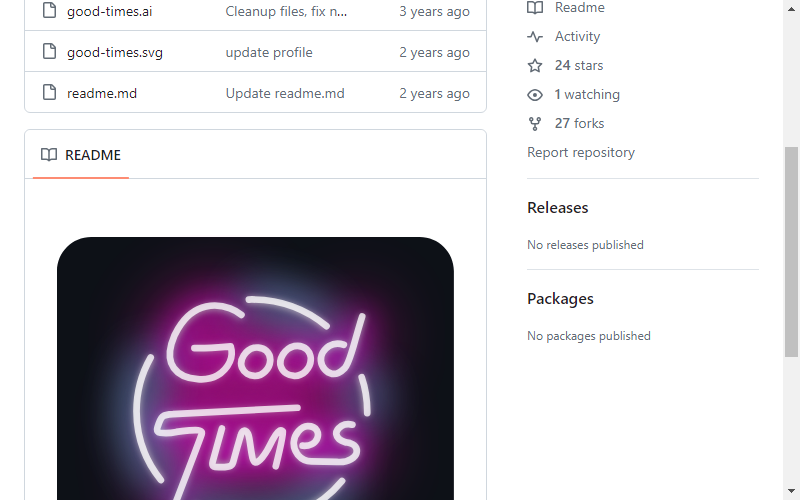 good-times.ai Cleanup files, fix n... 3 years ago
good-times.svg update profile 2 years ago
readme.md Update readme.md 2 years ago
README
Good
Times
Readme
Activity
24 stars
1 watching
27 forks
Report repository
Releases
No releases published
Packages
No packages published